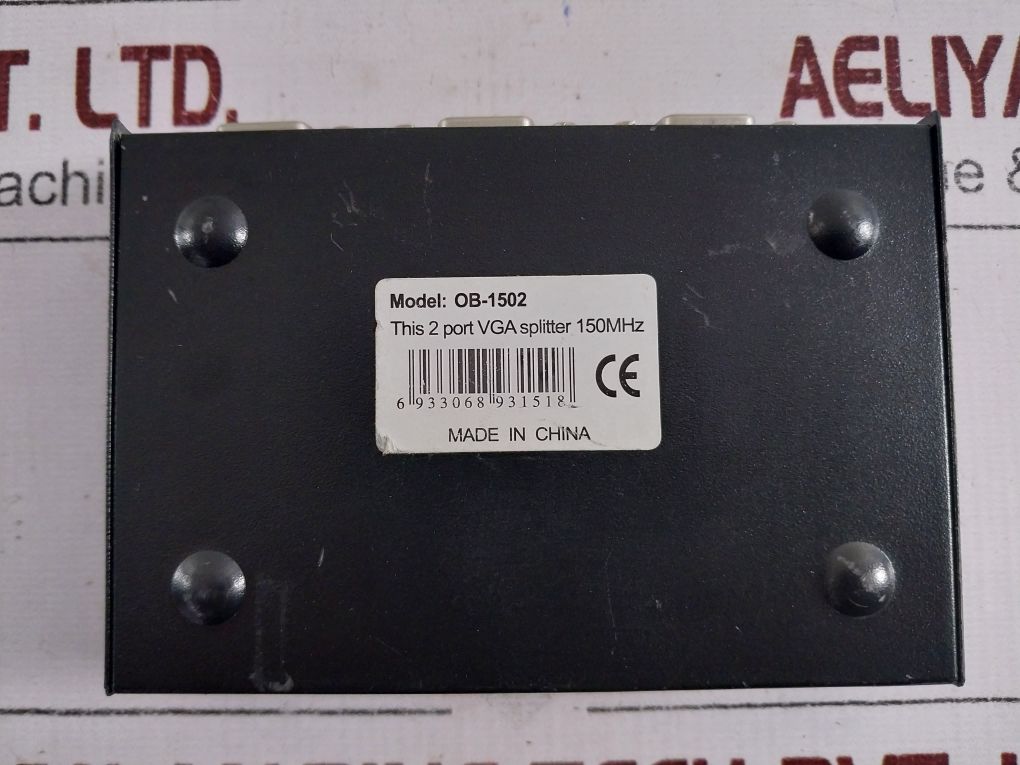 T. LTD.
AELIYA
achi
e &
Model: OB-1502
This 2 port VGA splitter 150MHz
CE
6 933068 931518
MADE IN CHINA